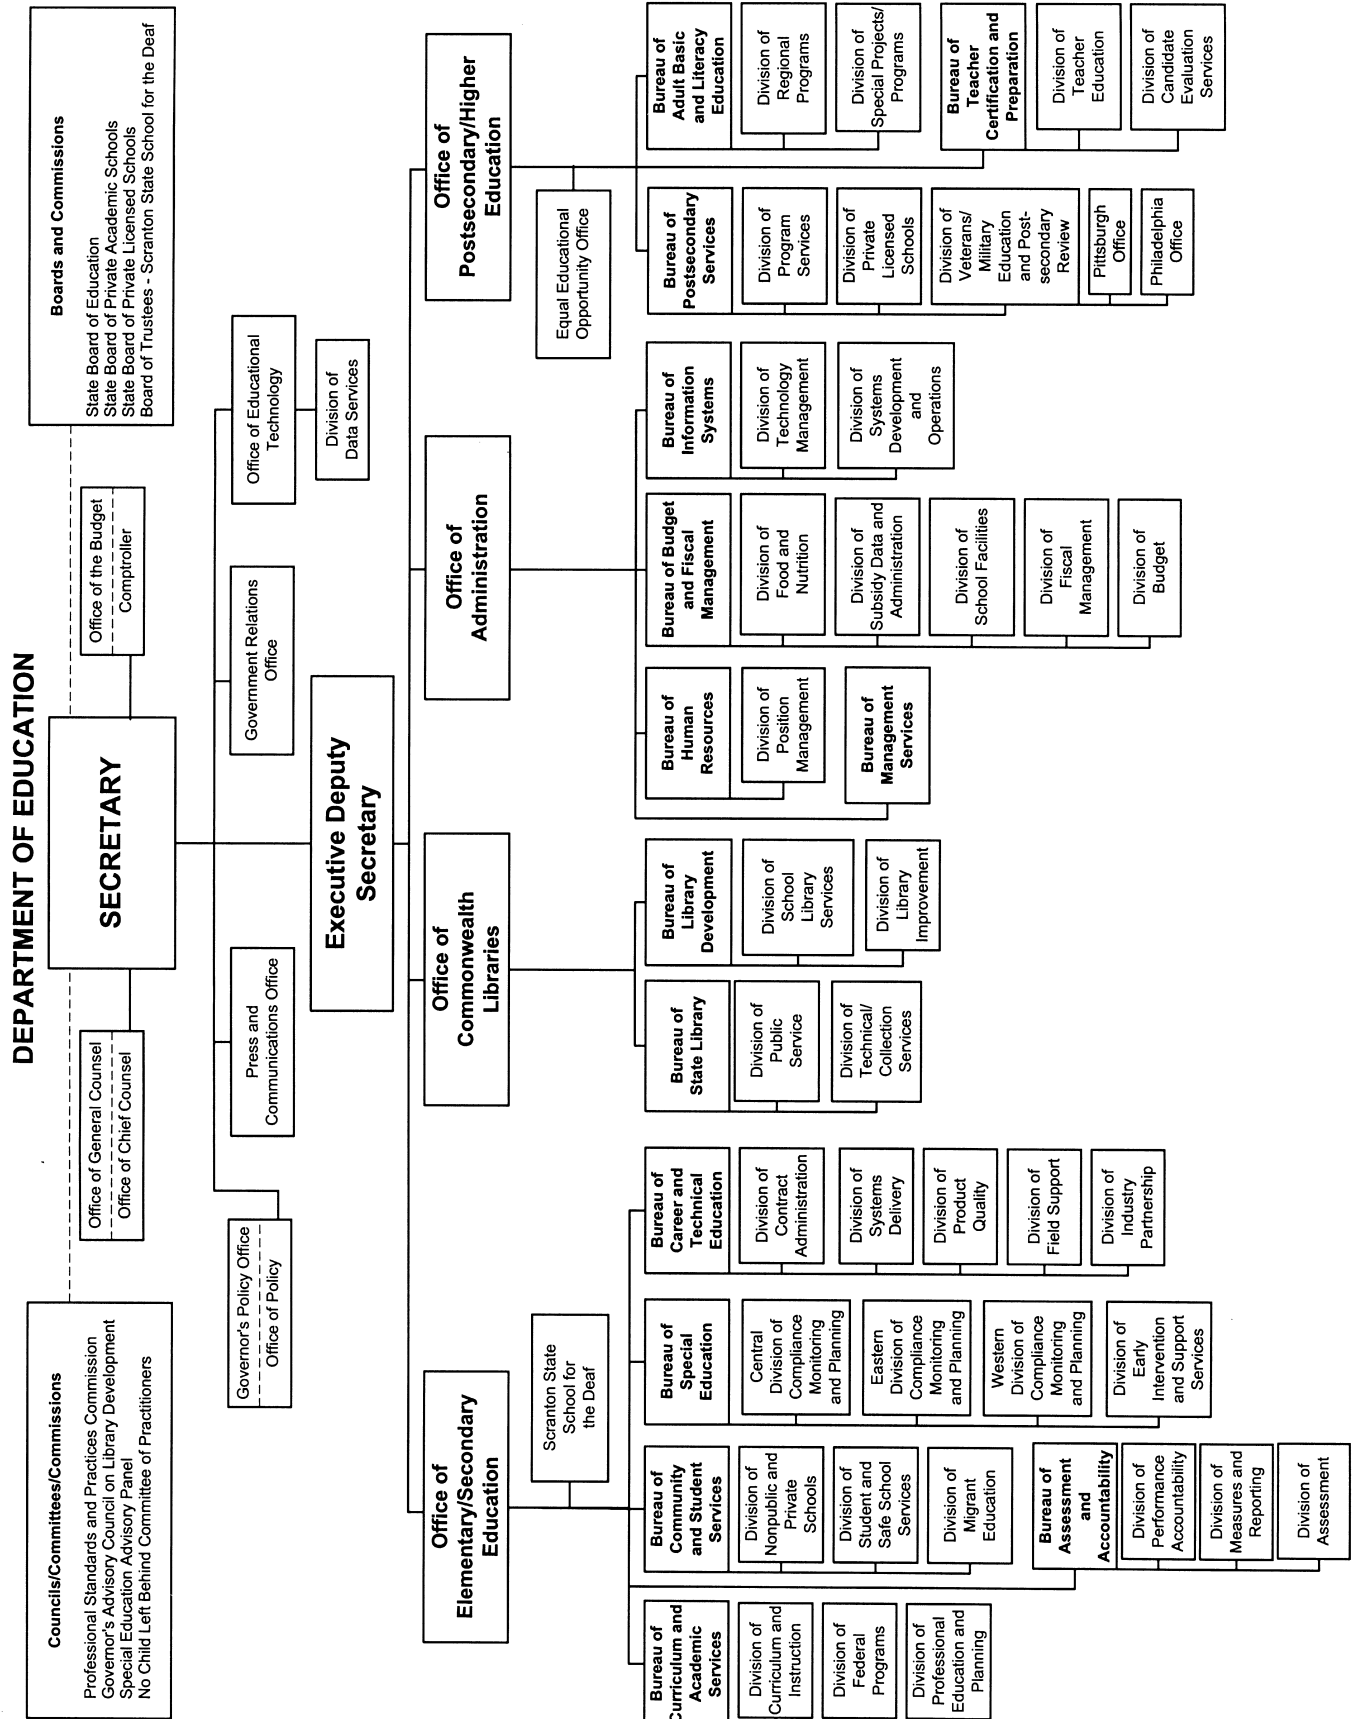 DEPARTMENT OF EDUCATION
Councils/Committees/Commissions
Professional Standards and Practices Commission
Governor's Advisory Council on Library Development
Special Education Advisory Panel
No Child Left Behind Committee of Practitioners
Office of General Counsel
Office of Chief Counsel
SECRETARY
Office of the Budget
Comptroller
Boards and Commissions
State Board of Education
State Board of Private Academic Schools
State Board of Private Licensed Schools
Board of Trustees - Scranton State School for the Deaf
Governor's Policy Office
Office of Policy
Press and
Communications Office
Government Relations
Office
Office of Educational
Technology
Division of
Data Services
Executive Deputy
Secretary
Office of
Elementary/Secondary
Education
Scranton State
School for
the Deaf
Bureau of
Curriculum and
Academic
Services
Division of
Curriculum and
Instruction
Division of
Federal
Programs
Division of
Professional
Education and
Planning
Bureau of
Community
and Student
Services
Division of
Nonpublic and
Private
Schools
Division of
Student and
Safe School
Services
Division of
Migrant
Education
Bureau of
Assessment
and
Accountability
Division of
Performance
Accountability
Division of
Measures and
Reporting
Division of
Assessment
Bureau of
Special
Education
Central
Division of
Compliance
Monitoring
and Planning
Eastern
Division of
Compliance
Monitoring
and Planning
Western
Division of
Compliance
Monitoring
and Planning
Division of
Early
Intervention
and Support
Services
Bureau of
Career and
Technical
Education
Division of
Contract
Administration
Division of
Systems
Delivery
Division of
Product
Quality
Division of
Field Support
Division of
Industry
Partnership
Office of
Commonwealth
Libraries
Bureau of
State Library
Division of
Public
Service
Division of
Technical/
Collection
Services
Bureau of
Library
Development
Division of
School
Library
Services
Division of
Library
Improvement
Office of
Administration
Bureau of
Human
Resources
Division of
Position
Management
Bureau of
Management
Services
Bureau of Budget
and Fiscal
Management
Division of
Food and
Nutrition
Division of
Subsidy Data and
Administration
Division of
School Facilities
Division of
Fiscal
Management
Division of
Budget
Bureau of
Information
Systems
Division of
Technology
Management
Division of
Systems
Development
and
Operations
Office of
Postsecondary/Higher
Education
Equal Educational
Opportunity Office
Bureau of
Postsecondary
Services
Division of
Program
Services
Division of
Private
Licensed
Schools
Division of
Veterans/
Military
Education
and Post-
secondary
Review
Pittsburgh
Office
Philadelphia
Office
Bureau of
Adult Basic
and Literacy
Education
Division of
Regional
Programs
Division of
Special Projects/
Programs
Bureau of
Teacher
Certification and
Preparation
Division of
Teacher
Education
Division of
Candidate
Evaluation
Services